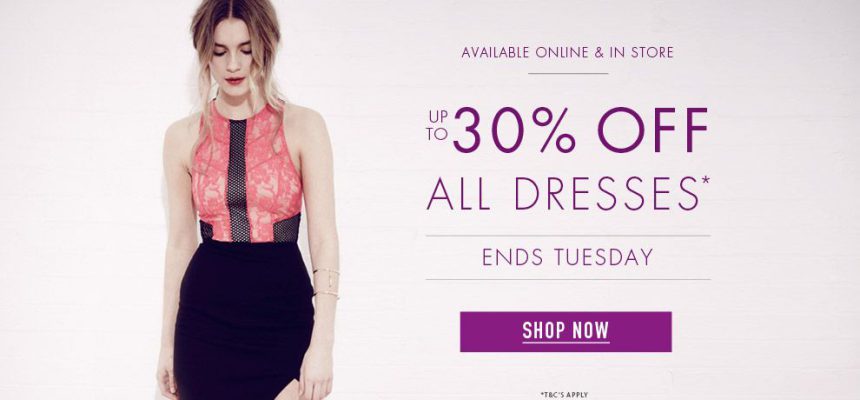 AVAILABLE ONLINE & IN STORE
UP TO 30% OFF
ALL DRESSES*
ENDS TUESDAY
SHOP NOW
*T&C'S APPLY